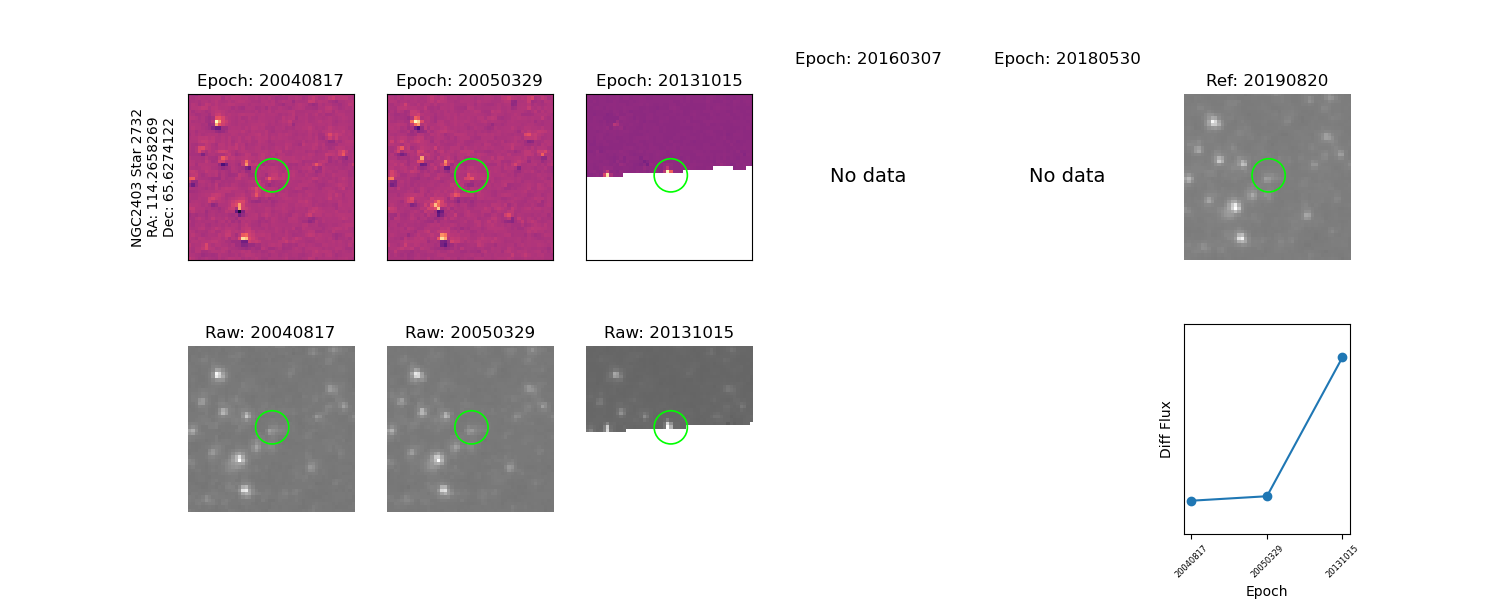 Epoch: 20160307
Epoch: 20180530
Epoch: 20040817
Epoch: 20050329
Epoch: 20131015
Ref: 20190820
NGC2403 Star 2732
RA: 114.2658269
Dec: 65.6274122
No data
No data
Raw: 20040817
Raw: 20050329
Raw: 20131015
Diff Flux
20040817
20050329
20131015
Epoch